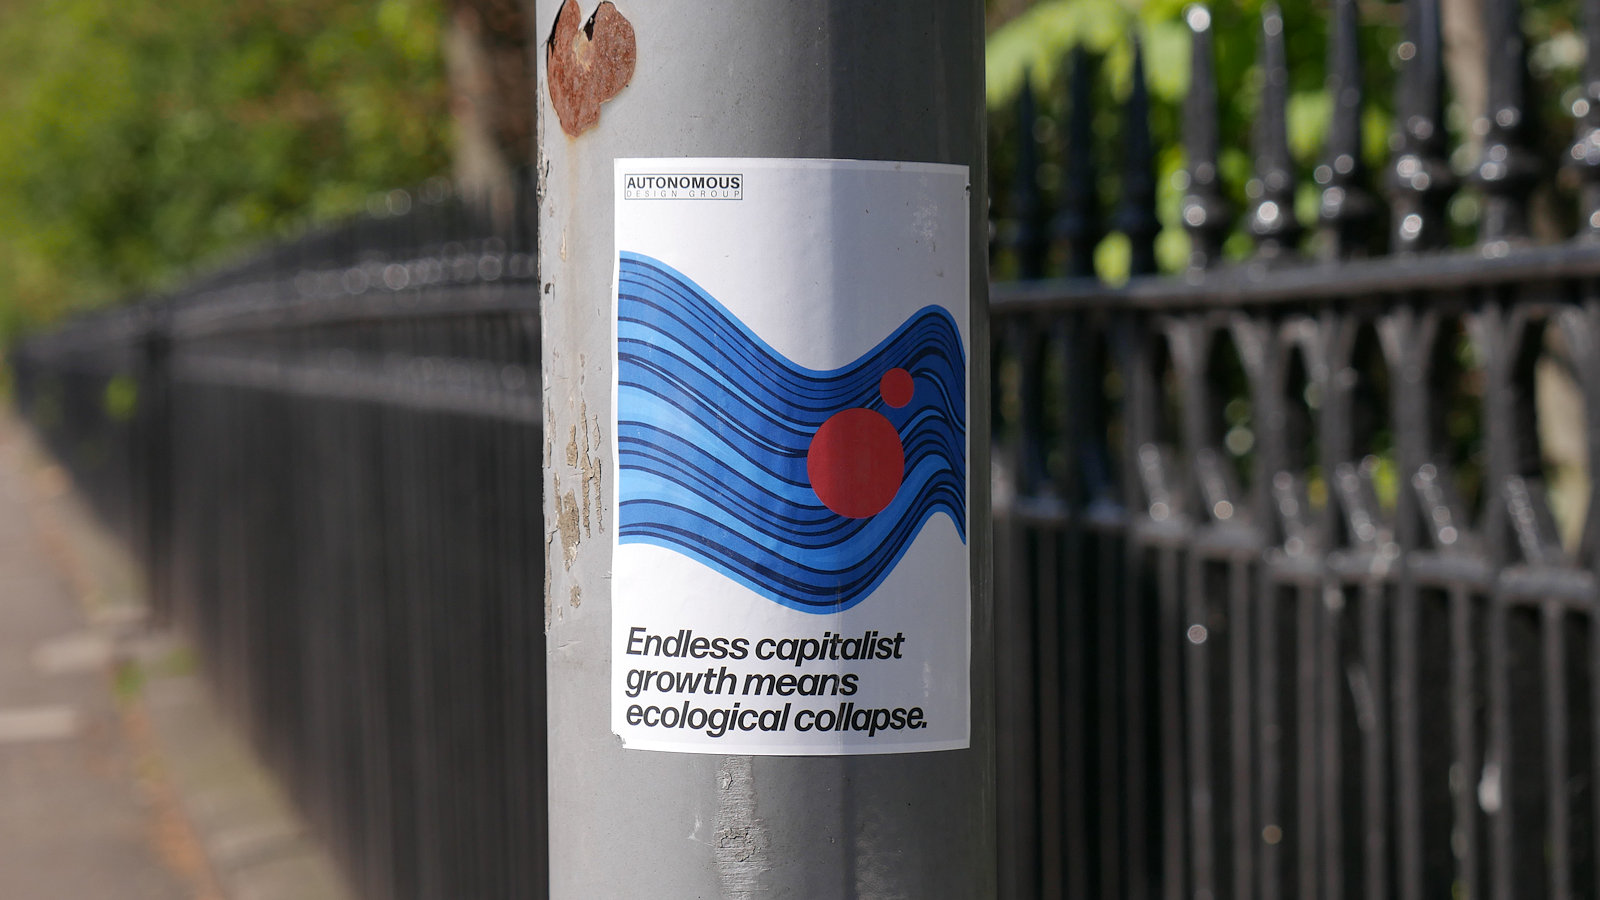 AUTONOMOUS
DESIGN GROUP
Endless capitalist
growth means
ecological collapse.